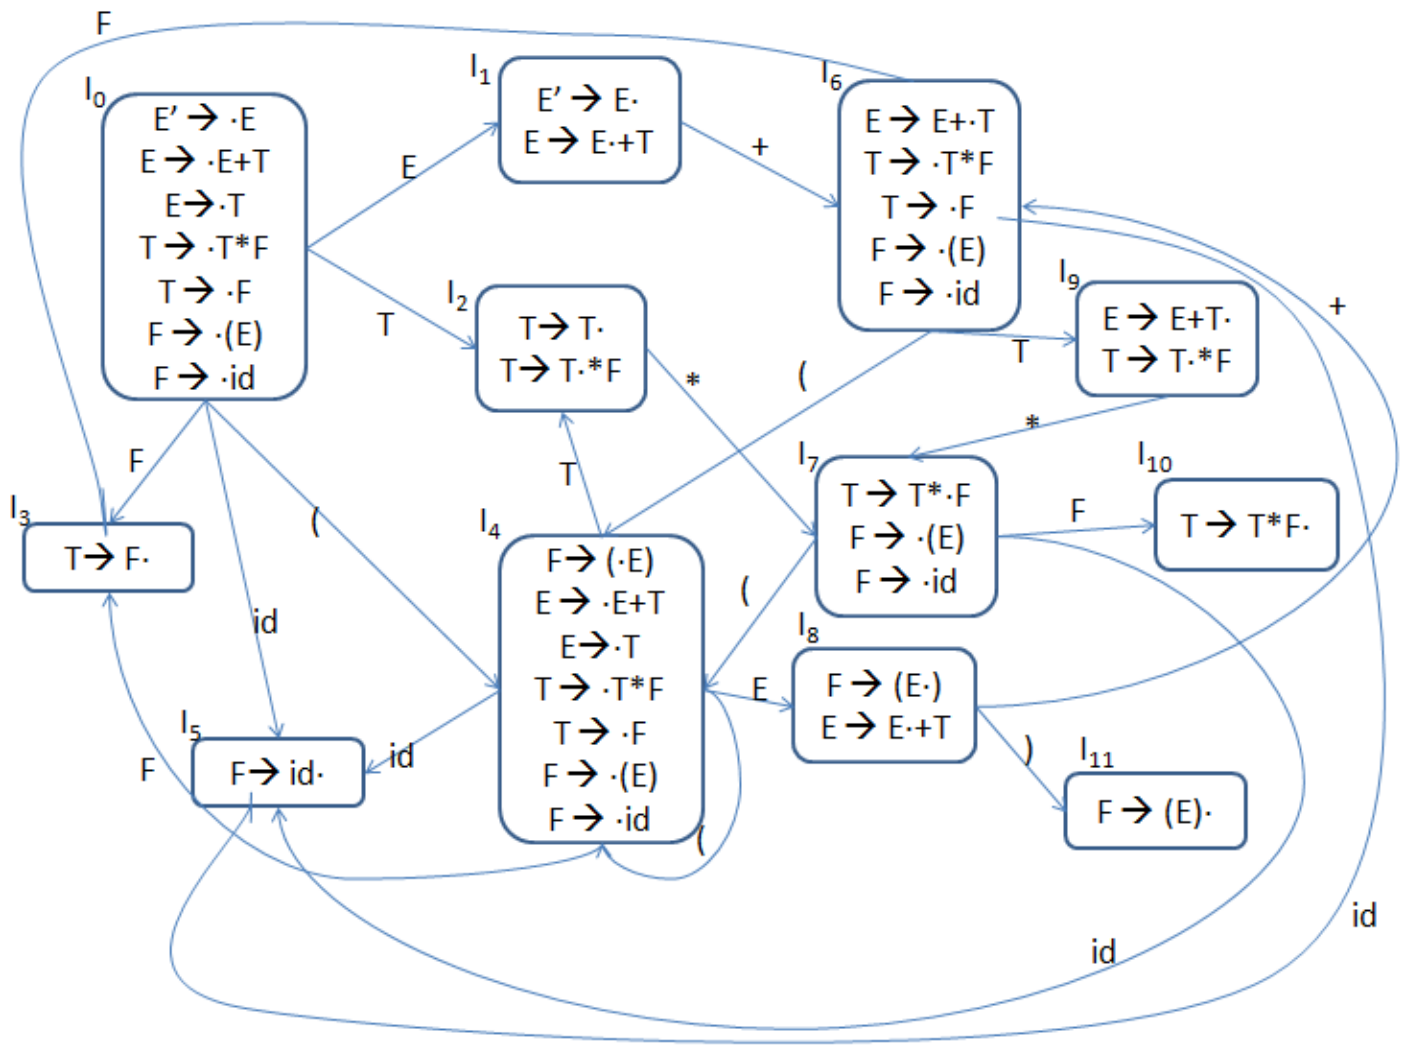 F
I₀
E’ → ·E
E → ·E+T
E→·T
T → ·T*F
T → ·F
F → ·(E)
F → ·id
I₁
E’ → E·
E → E·+T
I₆
E → E+·T
T → ·T*F
T → ·F
F → ·(E)
F → ·id
E
+
I₂
T→ T·
T→ T·*F
T
*
(
T
I₉
E → E+T·
T → T·*F
+
*
I₃
T→ F·
F
(
id
T
I₄
F→ (·E)
E → ·E+T
E→·T
T → ·T*F
T → ·F
F → ·(E)
F → ·id
I₇
T → T*·F
F → ·(E)
F → ·id
F
I₁₀
T → T*F·
(
E
I₈
F → (E·)
E → E·+T
)
I₁₁
F → (E)·
I₅
F→ id·
id
F
(
id
id